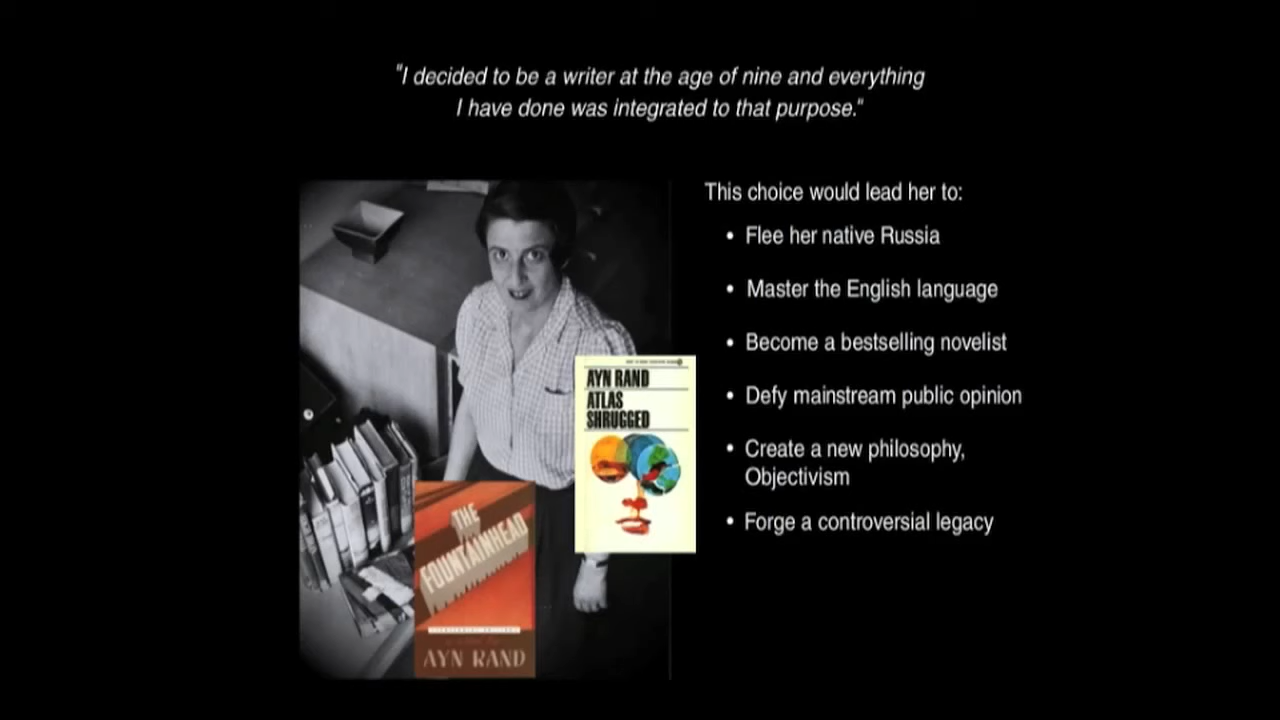 "I decided to be a writer at the age of nine and everything
I have done was integrated to that purpose."
This choice would lead her to:
• Flee her native Russia
• Master the English language
• Become a bestselling novelist
• Defy mainstream public opinion
• Create a new philosophy,
Objectivism
• Forge a controversial legacy
AYN RAND
ATLAS
SHRUGGED
THE
FOUNTAINHEAD
AYN RAND